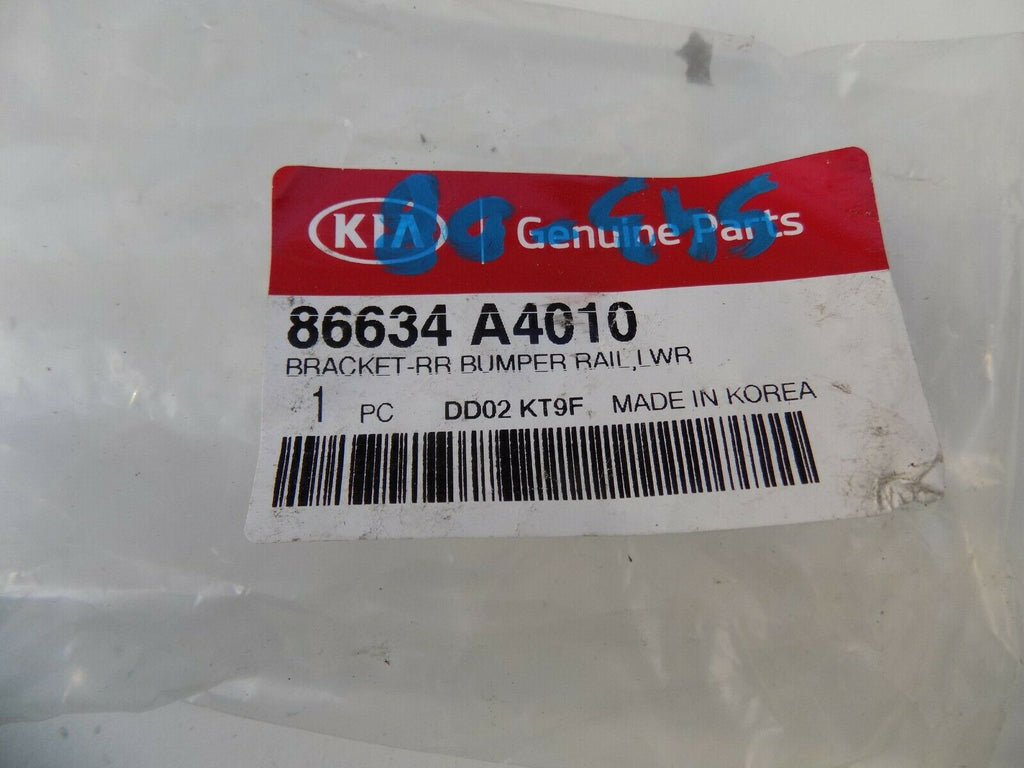 KIA Genuine Parts
86634 A4010
BRACKET-RR BUMPER RAIL,LWR
1 PC DD02 KT9F MADE IN KOREA